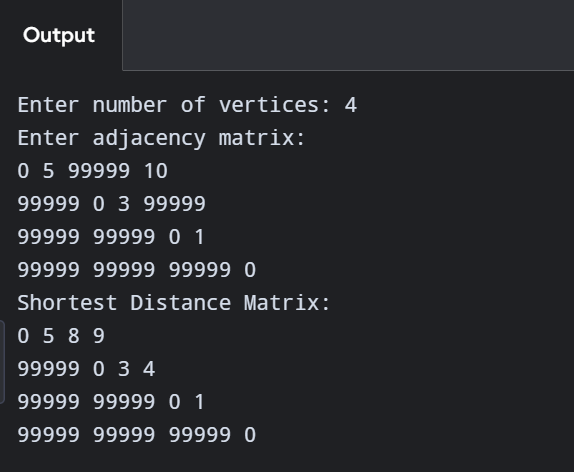 Output
Enter number of vertices: 4
Enter adjacency matrix:
0 5 99999 10
99999 0 3 99999
99999 99999 0 1
99999 99999 99999 0
Shortest Distance Matrix:
0 5 8 9
99999 0 3 4
99999 99999 0 1
99999 99999 99999 0